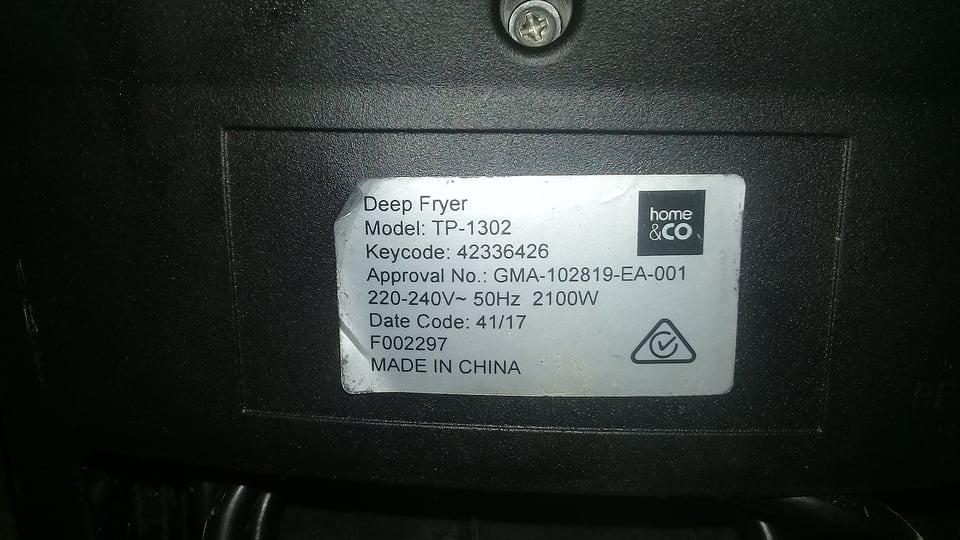 Deep Fryer
home
&CO
Model: TP-1302
Keycode: 42336426
Approval No.: GMA-102819-EA-001
220-240V~ 50Hz 2100W
Date Code: 41/17
F002297
MADE IN CHINA